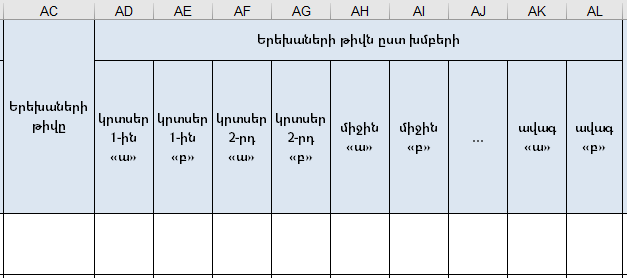 AC AD AE AF AG AH AI AJ AK AL
Երեխաների թիվն ըստ խմբերի
Երեխաների
թիվը
կրտսեր
1-ին
«ա»
կրտսեր
1-ին
«բ»
կրտսեր
2-րդ
«ա»
կրտսեր
2-րդ
«բ»
միջին
«ա»
միջին
«բ»
...
ավագ
«ա»
ավագ
«բ»